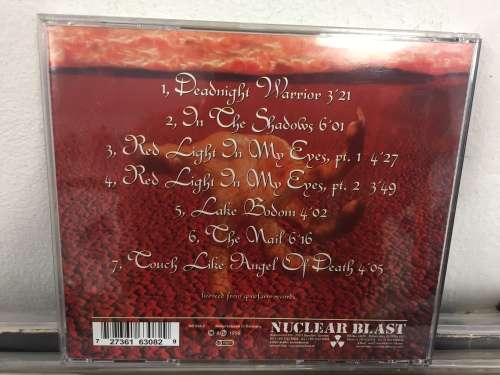 1, Deadnight Warrior 3'21
2, In The Shadows 6'01
3, Red Light In My Eyes, pt. 1 4'27
4, Red Light In My Eyes, pt. 2 3'49
5, Lake Bodom 4'02
6, The Nail 6'16
7, Touch Like Angel Of Death 4'05
licensed from spinefarm records
NUCLEAR BLAST
7 27361 63082 9